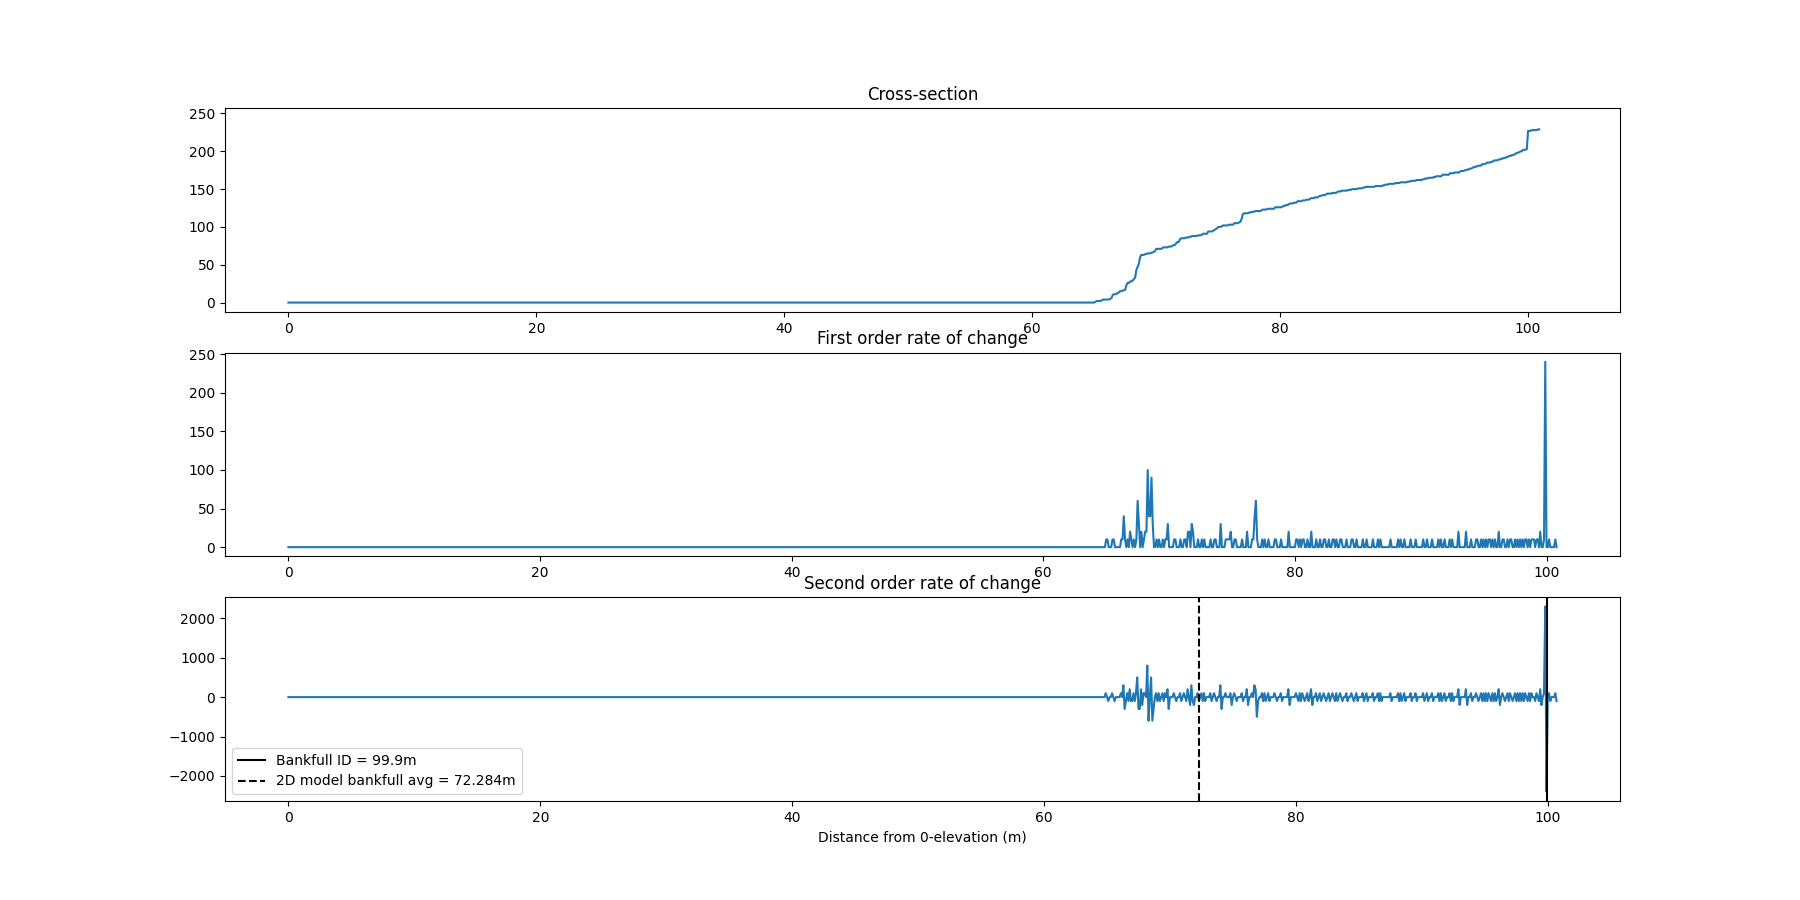 Cross-section
250
200
150
100
50
0
0 20 40 60 80 100
First order rate of change
250
200
150
100
50
0
0 20 40 60 80 100
Second order rate of change
2000
1000
0
−1000
−2000
Bankfull ID = 99.9m
2D model bankfull avg = 72.284m
0 20 40 60 80 100
Distance from 0-elevation (m)